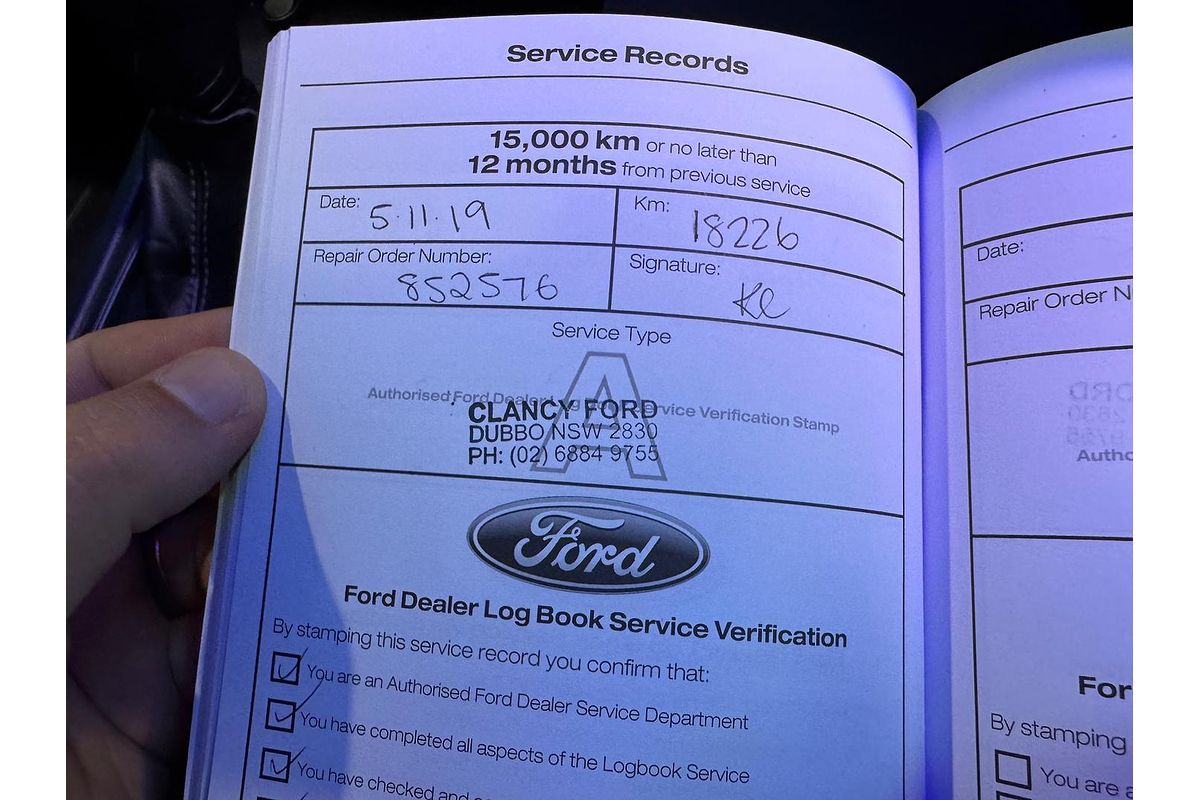 Service Records
15,000 km or no later than
12 months from previous service
Date: 5.11.19
Km: 18226
Repair Order Number: 852576
Signature: KC
Service Type
A
Authorised Ford Dealer Log Book Service Verification Stamp
CLANCY FORD
DUBBO NSW 2830
PH: (02) 6884 9755
Ford
Ford Dealer Log Book Service Verification
By stamping this service record you confirm that:
You are an Authorised Ford Dealer Service Department
You have completed all aspects of the Logbook Service
You have checked and
Date:
Repair Order N
Autho
For
By stamping
You are a